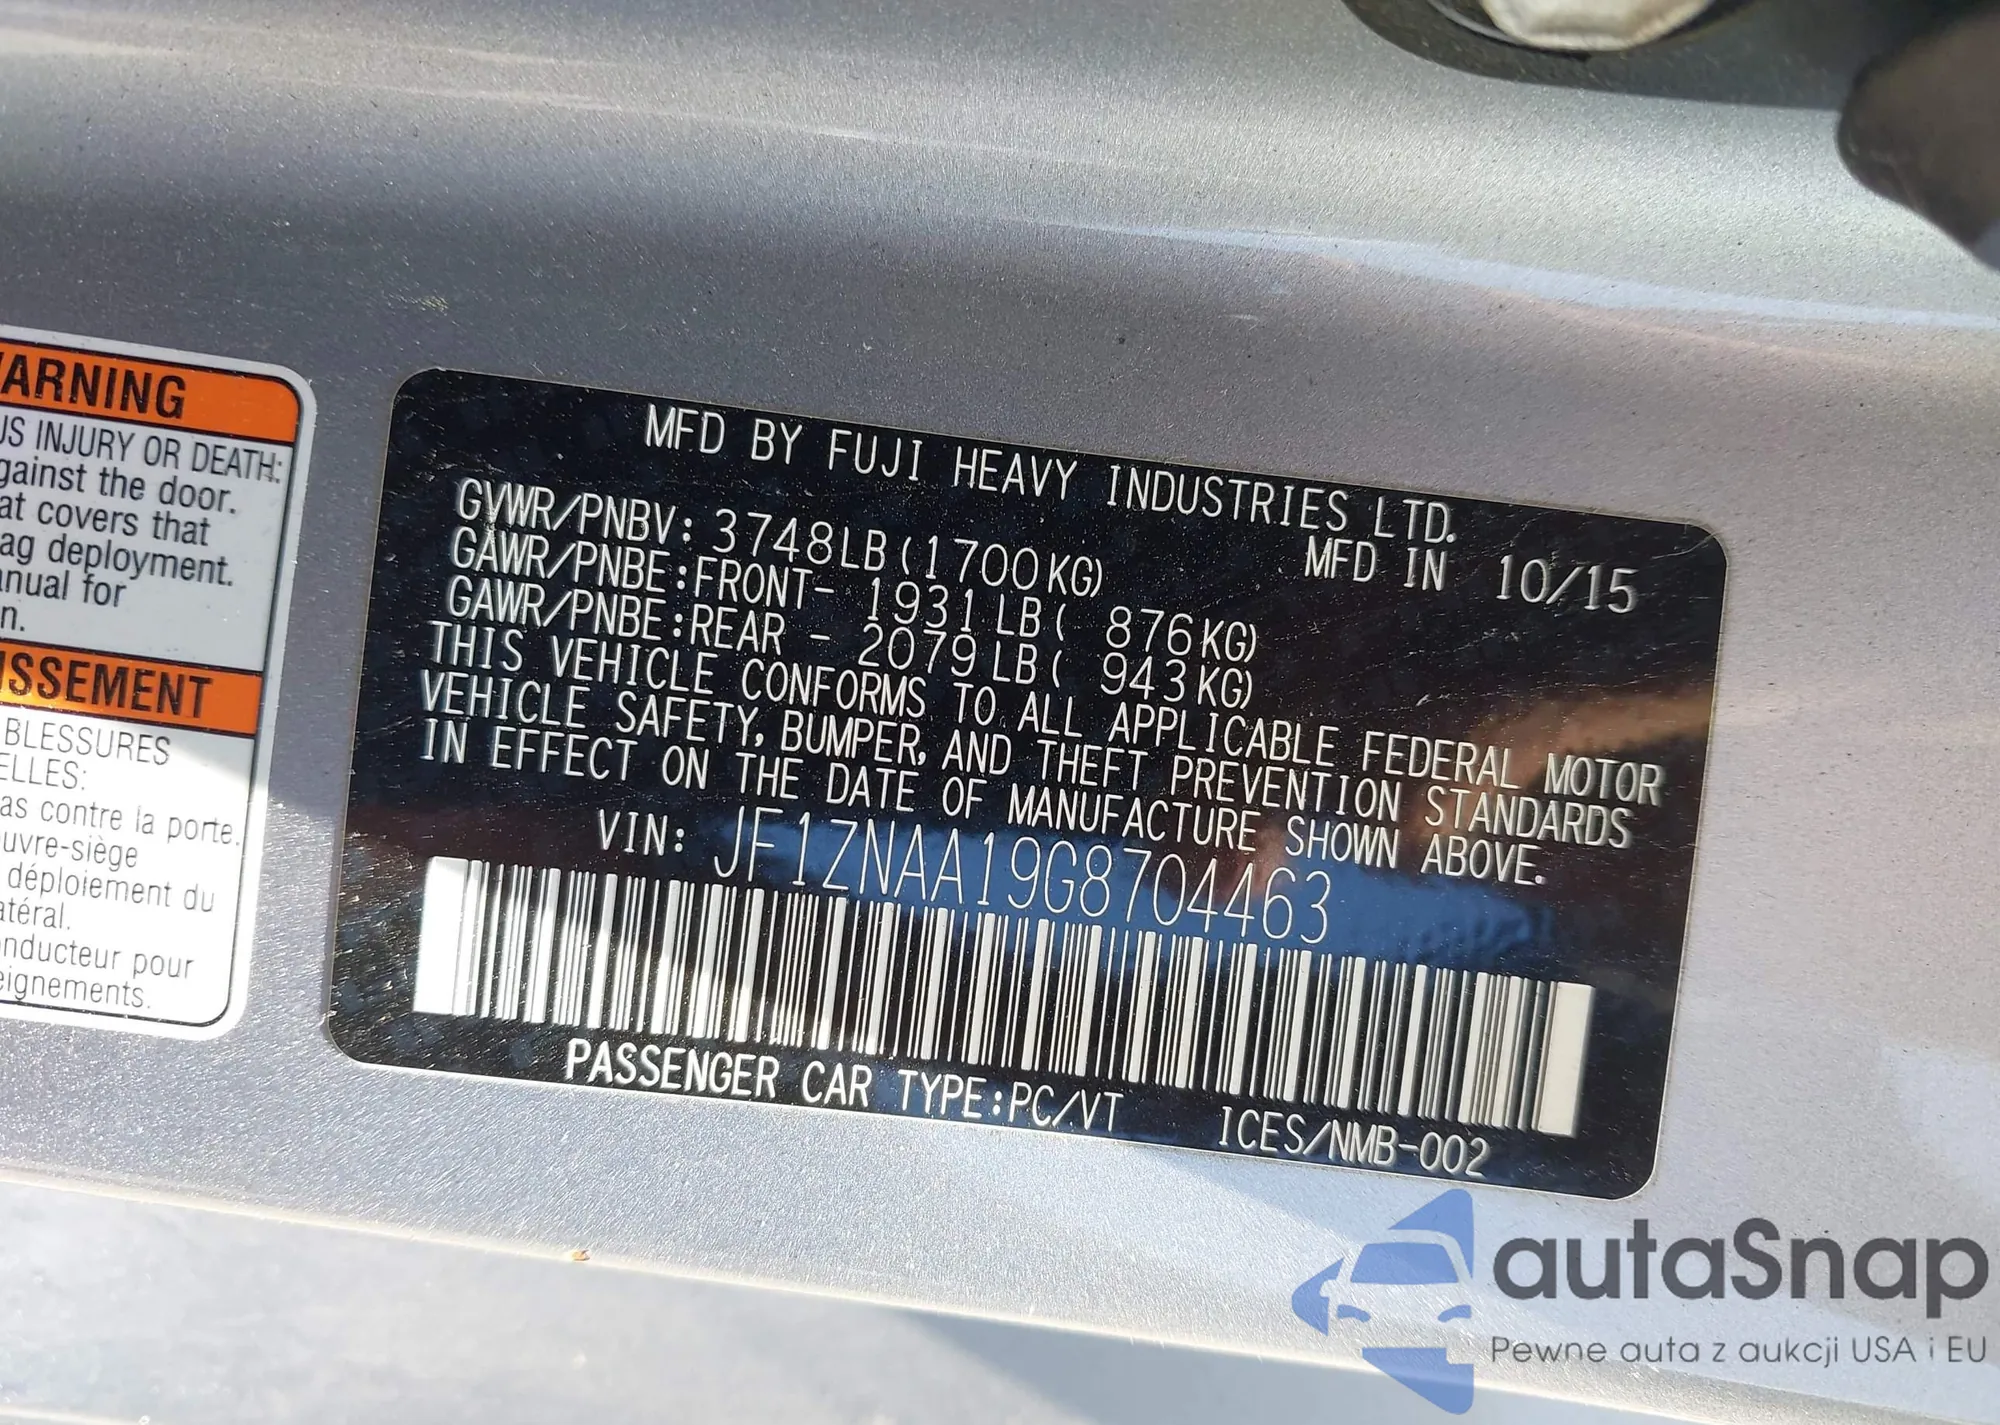 ARNING
US INJURY OR DEATH:
gainst the door.
at covers that
ag deployment.
anual for
n.
ISSEMENT
BLESSURES
ELLES:
as contre la porte.
ouvre-siège
déploiement du
atéral.
onducteur pour
eignements.
MFD BY FUJI HEAVY INDUSTRIES LTD.
GVWR/PNBV: 3748LB(1700KG) MFD IN 10/15
GAWR/PNBE:FRONT- 1931LB( 876KG)
GAWR/PNBE:REAR - 2079LB( 943KG)
THIS VEHICLE CONFORMS TO ALL APPLICABLE FEDERAL MOTOR
VEHICLE SAFETY, BUMPER, AND THEFT PREVENTION STANDARDS
IN EFFECT ON THE DATE OF MANUFACTURE SHOWN ABOVE.
VIN: JF1ZNAA19G8704463
PASSENGER CAR TYPE:PC/VT ICES/NMB-002
autaSnap
Pewne auta z aukcji USA i EU